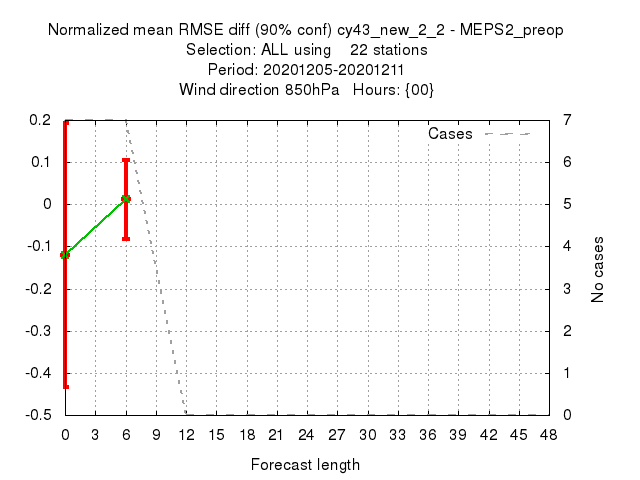 Normalized mean RMSE diff (90% conf) cy43_new_2_2 - MEPS2_preop
Selection: ALL using 22 stations
Period: 20201205-20201211
Wind direction 850hPa Hours: {00}
Cases
0.2
0.1
0
-0.1
-0.2
-0.3
-0.4
-0.5
7
6
5
4
3
2
1
0
No cases
0 3 6 9 12 15 18 21 24 27 30 33 36 39 42 45 48
Forecast length